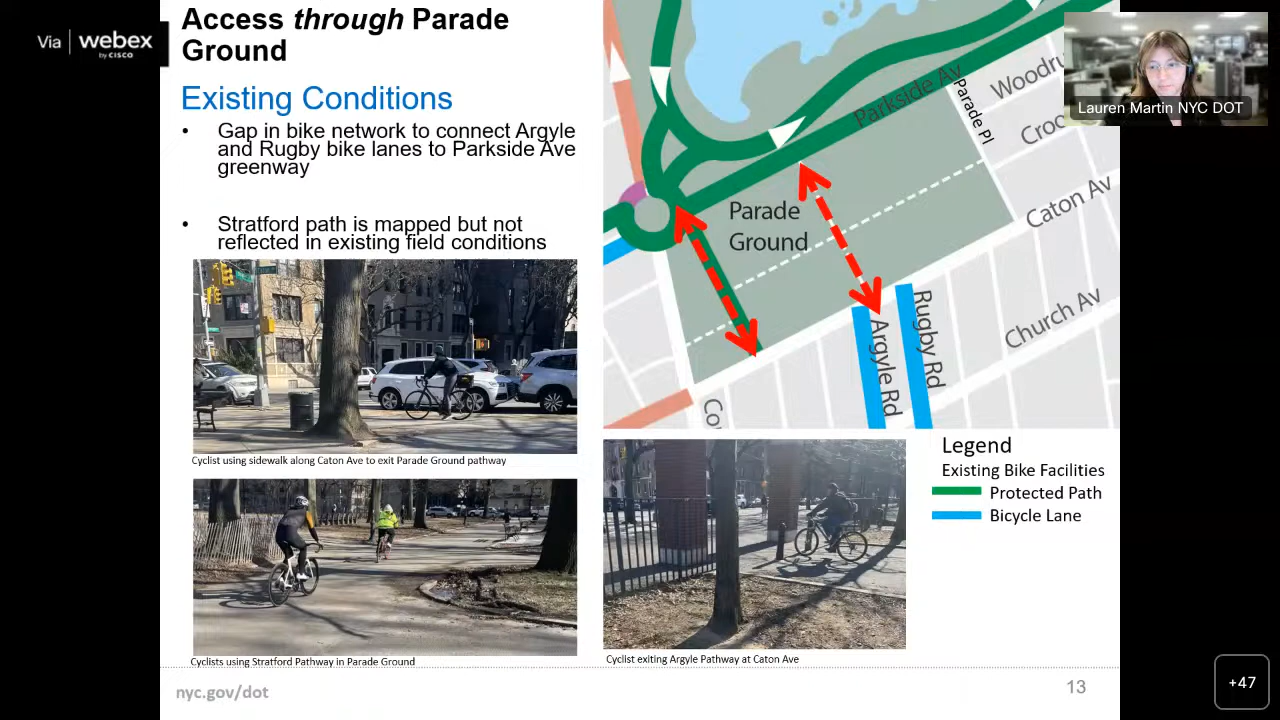 Via | webex
by CISCO
Access through Parade
Ground
Existing Conditions
• Gap in bike network to connect Argyle
and Rugby bike lanes to Parkside Ave
greenway
• Stratford path is mapped but not
reflected in existing field conditions
Cyclist using sidewalk along Caton Ave to exit Parade Ground pathway
Cyclists using Stratford Pathway in Parade Ground
Parkside Av
Parade Pl
Woodru
Croo
Caton Av
Parade
Ground
Church Av
Argyle Rd
Rugby Rd
Co
Cyclist exiting Argyle Pathway at Caton Ave
Legend
Existing Bike Facilities
Protected Path
Bicycle Lane
Lauren Martin NYC DOT
nyc.gov/dot
13
+47